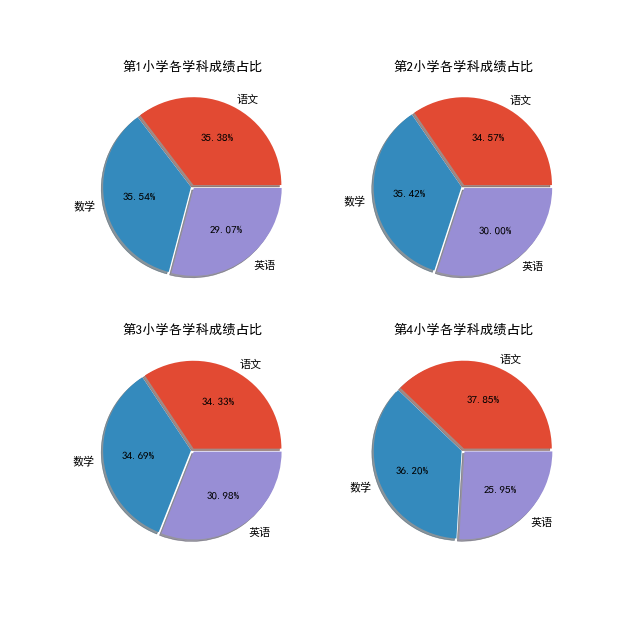 第1小学各学科成绩占比
语文
35.38%
数学
35.54%
29.07%
英语
第2小学各学科成绩占比
语文
34.57%
数学
35.42%
30.00%
英语
第3小学各学科成绩占比
语文
34.33%
数学
34.69%
30.98%
英语
第4小学各学科成绩占比
语文
37.85%
数学
36.20%
25.95%
英语